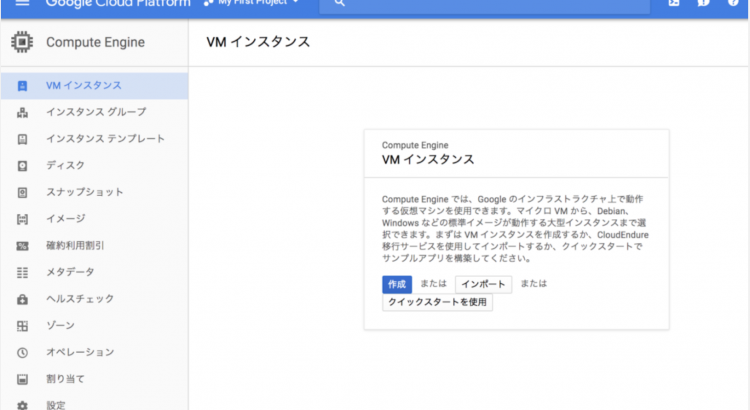 Google Cloud Platform
My First Project
Compute Engine
VM インスタンス
VM インスタンス
インスタンス グループ
インスタンス テンプレート
ディスク
スナップショット
イメージ
確約利用割引
メタデータ
ヘルスチェック
ゾーン
オペレーション
割り当て
設定
Compute Engine
VM インスタンス
Compute Engine では、Google のインフラストラクチャ上で動作
する仮想マシンを使用できます。マイクロ VM から、Debian、
Windows などの標準イメージが動作する大型インスタンスまで選
択できます。まずは VM インスタンスを作成するか、CloudEndure
移行サービスを使用してインポートするか、クイックスタートで
サンプルアプリを構築してください。
作成 または インポート または
クイックスタートを使用